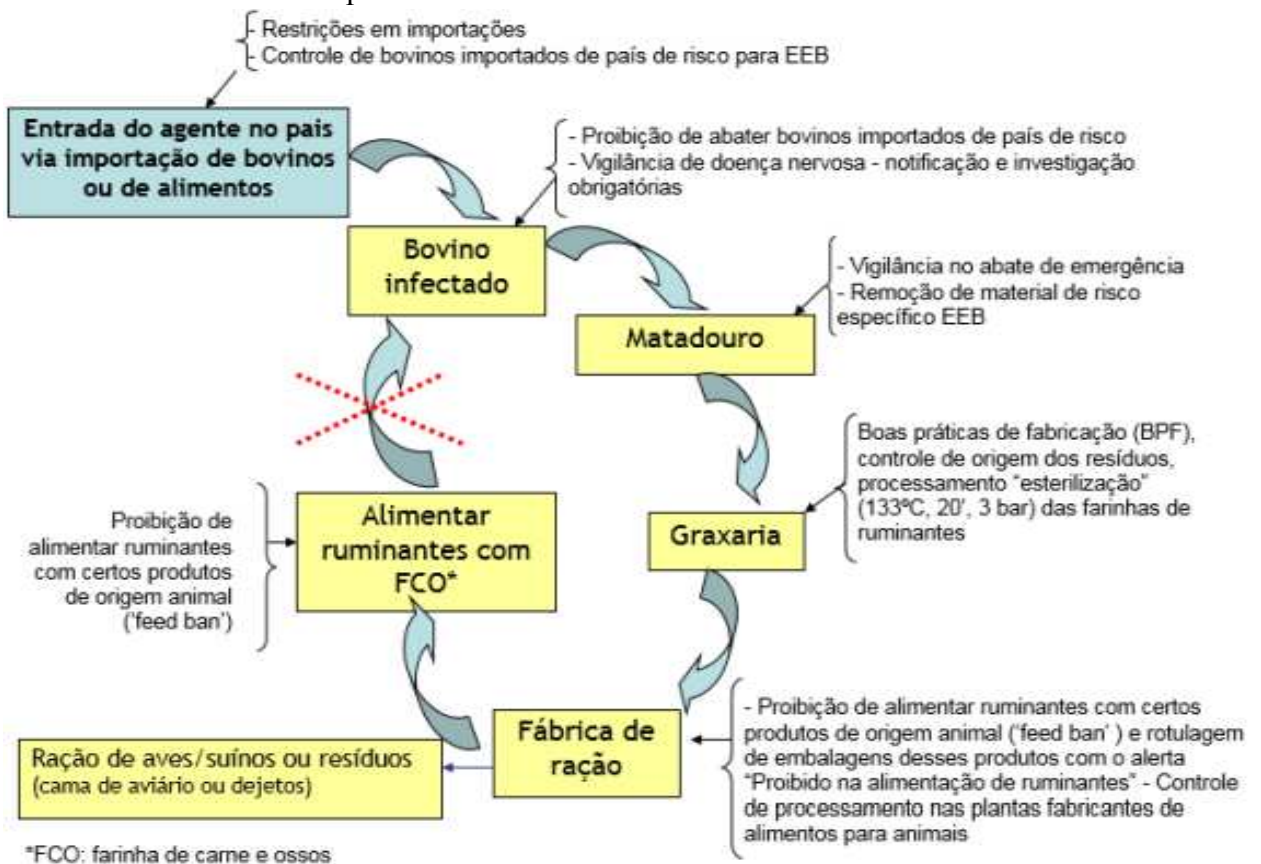 - Restrições em importações
- Controle de bovinos importados de país de risco para EEB
Entrada do agente no pais
via importação de bovinos
ou de alimentos
- Proibição de abater bovinos importados de país de risco
- Vigilância de doença nervosa - notificação e investigação
obrigatórias
Bovino
infectado
- Vigilância no abate de emergência
- Remoção de material de risco
específico EEB
Matadouro
Boas práticas de fabricação (BPF),
controle de origem dos resíduos,
processamento “esterilização”
(133ºC, 20', 3 bar) das farinhas de
ruminantes
Graxaria
Proibição de
alimentar ruminantes
com certos produtos
de origem animal
('feed ban')
Alimentar
ruminantes com
FCO*
- Proibição de alimentar ruminantes com certos
produtos de origem animal ('feed ban' ) e rotulagem
de embalagens desses produtos com o alerta
“Proibido na alimentação de ruminantes” - Controle
de processamento nas plantas fabricantes de
alimentos para animais
Fábrica de
ração
Ração de aves/suínos ou resíduos
(cama de aviário ou dejetos)
*FCO: farinha de carne e ossos